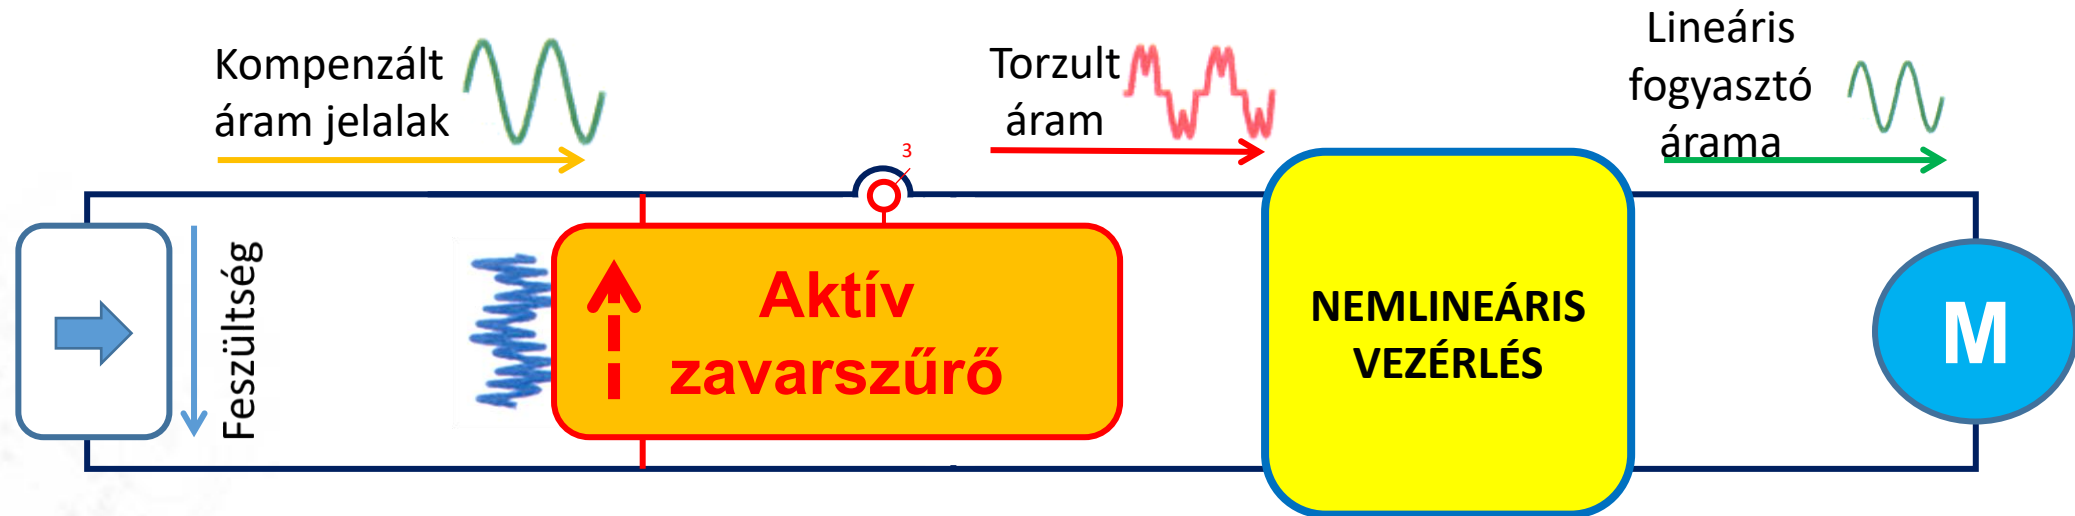 Kompenzált
áram jelalak
Torzult
áram
Lineáris
fogyasztó
árama
3
Feszültség
Aktív
zavarszűrő
NEMLINEÁRIS
VEZÉRLÉS
M